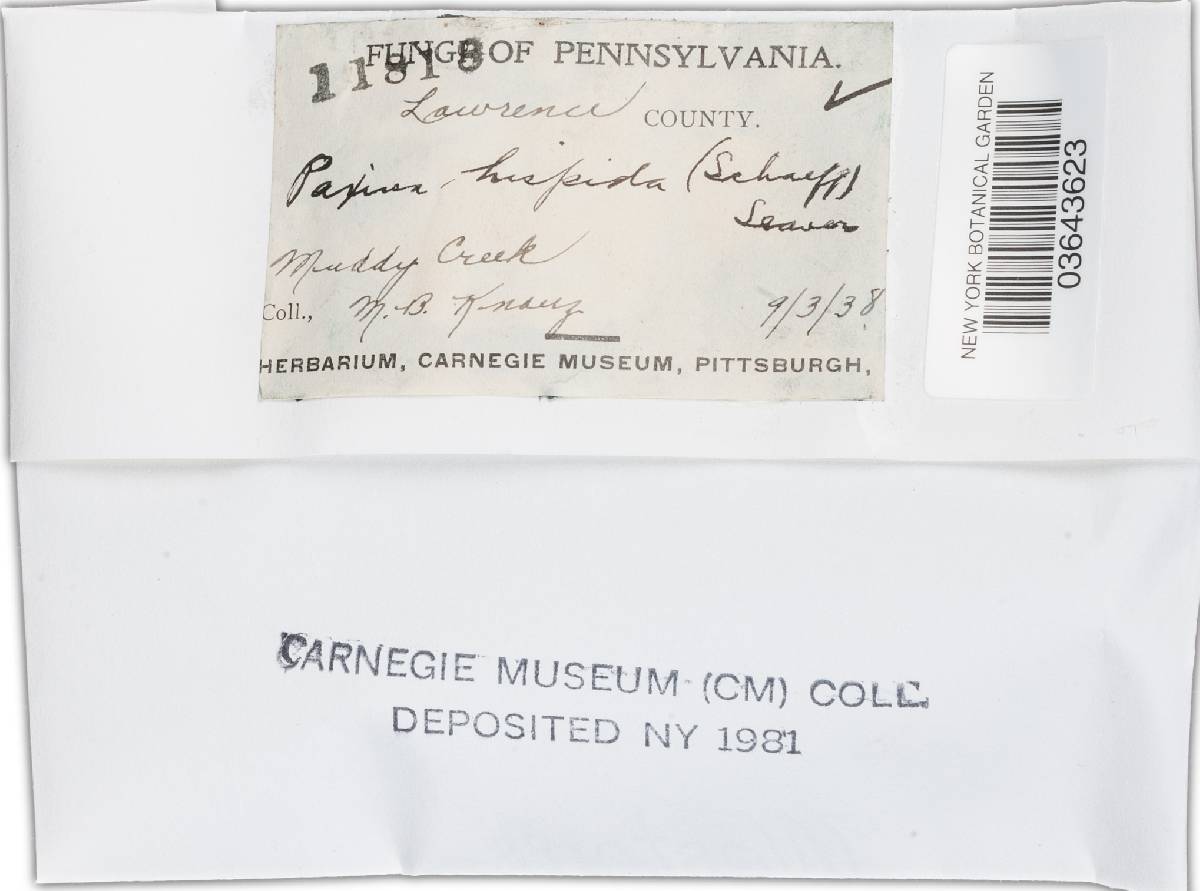 FUNGI OF PENNSYLVANIA.
11818
Lawrence COUNTY.
Paxina hispida (Schaeff)
Seaver
Muddy Creek
Coll., M. B. Knauz 9/3/38
HERBARIUM, CARNEGIE MUSEUM, PITTSBURGH,
NEW YORK BOTANICAL GARDEN
03643623
CARNEGIE MUSEUM (CM) COLL.
DEPOSITED NY 1981